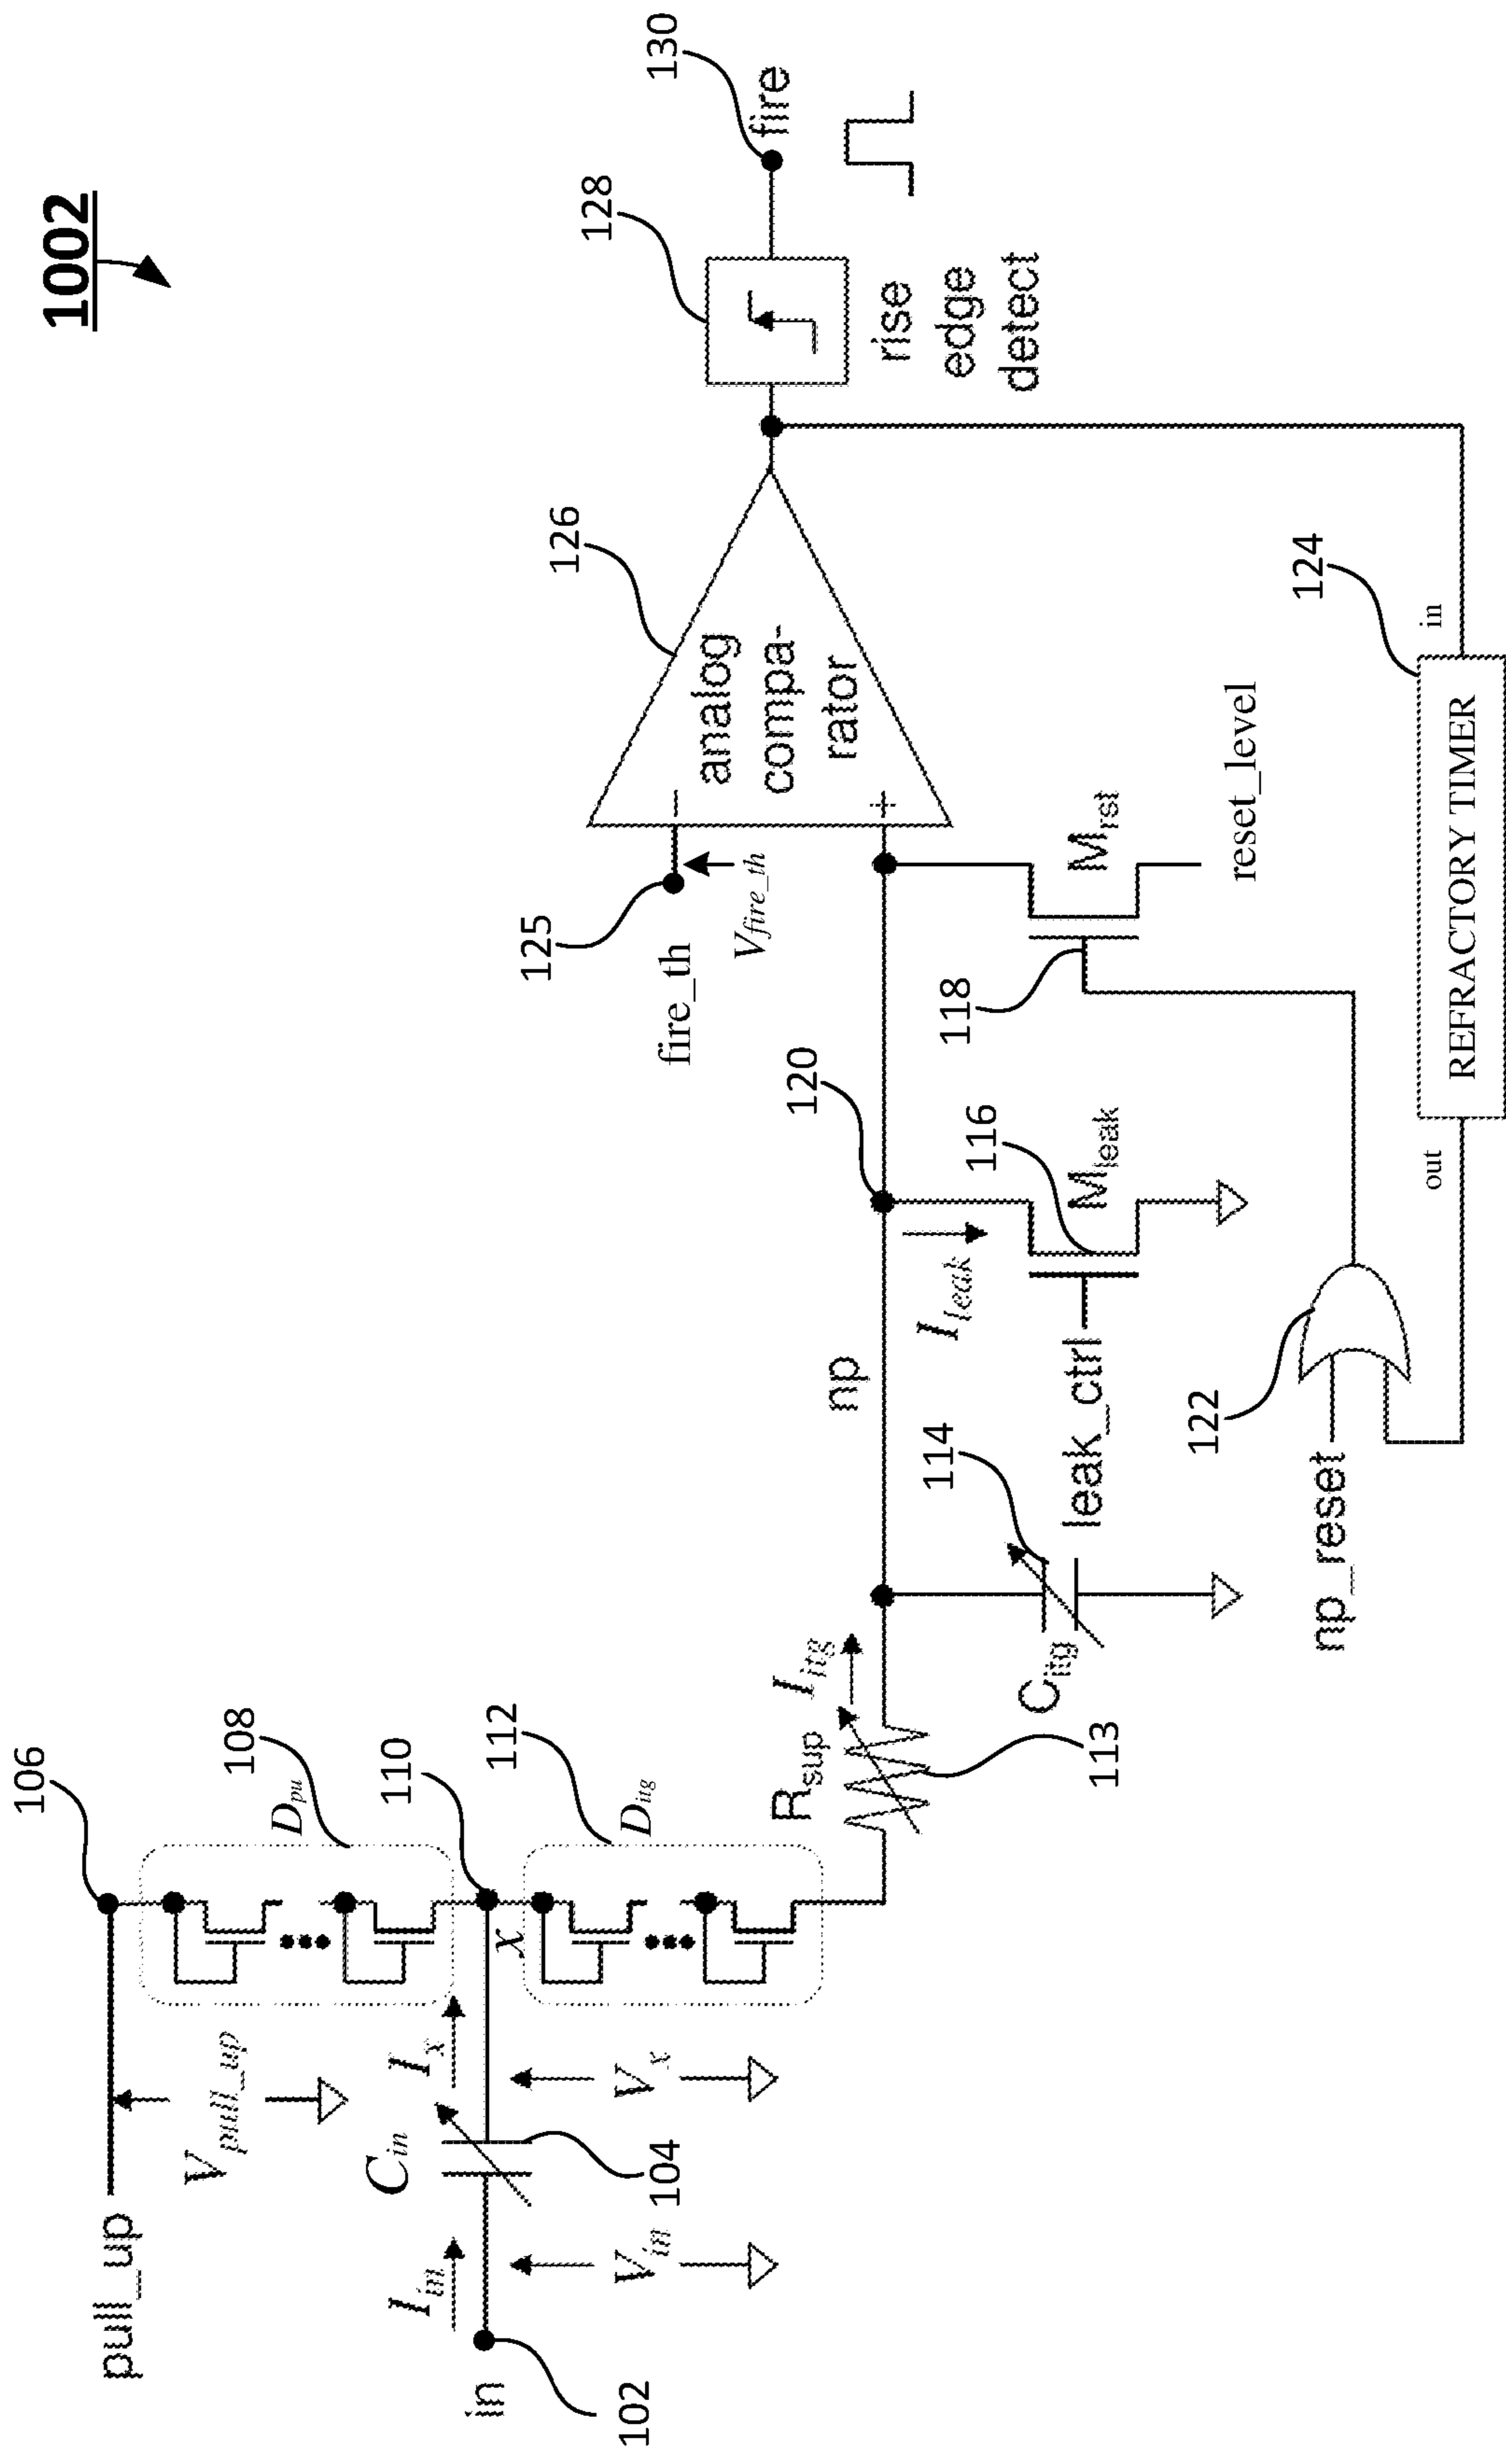 1002
106
pull_up
V_pull_up
108
D_pu
110
x
112
D_itg
in
102
I_in
V_in
C_in
104
I_x
V_x
R_sup
113
I_itg
C_itg
114
np
120
I_leak
leak_ctrl
116
M_leak
118
M_rst
reset_level
np_reset
122
125
fire_th
V_fire_th
126
analog
compa-
rator
−
+
128
rise
edge
detect
130
fire
124
in
REFRACTORY TIMER
out